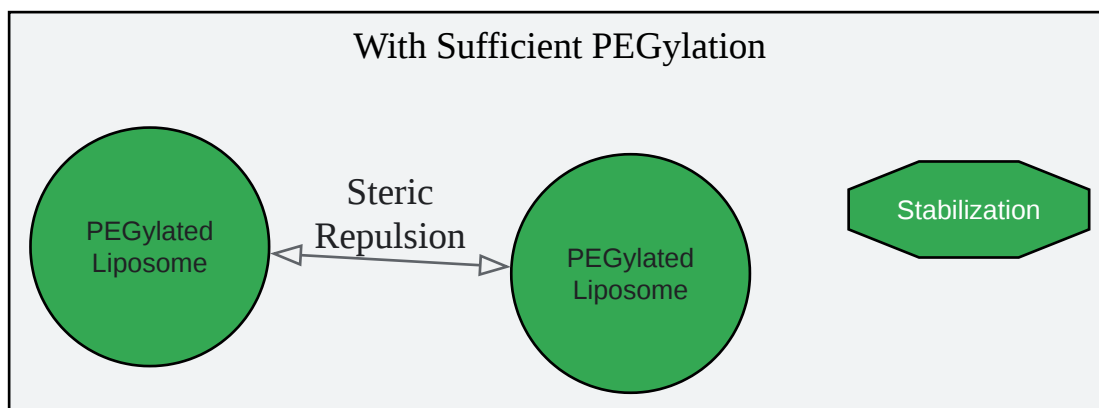 With Sufficient PEGylation
Steric
Repulsion
PEGylated
Liposome
PEGylated
Liposome
Stabilization